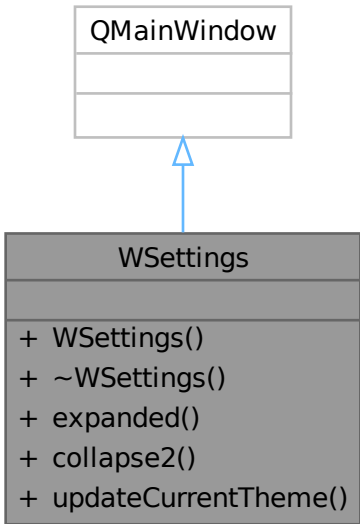 QMainWindow
WSettings
+ WSettings()
+ ~WSettings()
+ expanded()
+ collapse2()
+ updateCurrentTheme()